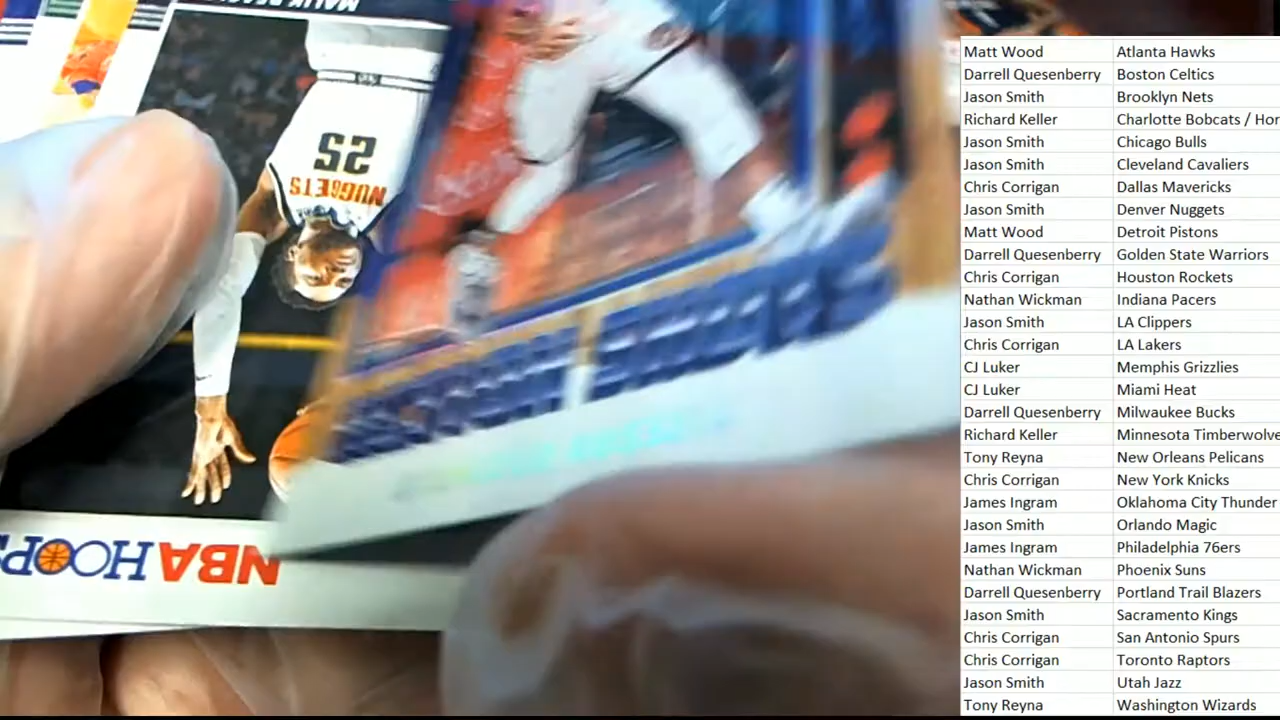 MALIK
25
NUGGETS
NBA HOOPS
Matt Wood Atlanta Hawks
Darrell Quesenberry Boston Celtics
Jason Smith Brooklyn Nets
Richard Keller Charlotte Bobcats / Hor
Jason Smith Chicago Bulls
Jason Smith Cleveland Cavaliers
Chris Corrigan Dallas Mavericks
Jason Smith Denver Nuggets
Matt Wood Detroit Pistons
Darrell Quesenberry Golden State Warriors
Chris Corrigan Houston Rockets
Nathan Wickman Indiana Pacers
Jason Smith LA Clippers
Chris Corrigan LA Lakers
CJ Luker Memphis Grizzlies
CJ Luker Miami Heat
Darrell Quesenberry Milwaukee Bucks
Richard Keller Minnesota Timberwolve
Tony Reyna New Orleans Pelicans
Chris Corrigan New York Knicks
James Ingram Oklahoma City Thunder
Jason Smith Orlando Magic
James Ingram Philadelphia 76ers
Nathan Wickman Phoenix Suns
Darrell Quesenberry Portland Trail Blazers
Jason Smith Sacramento Kings
Chris Corrigan San Antonio Spurs
Chris Corrigan Toronto Raptors
Jason Smith Utah Jazz
Tony Reyna Washington Wizards